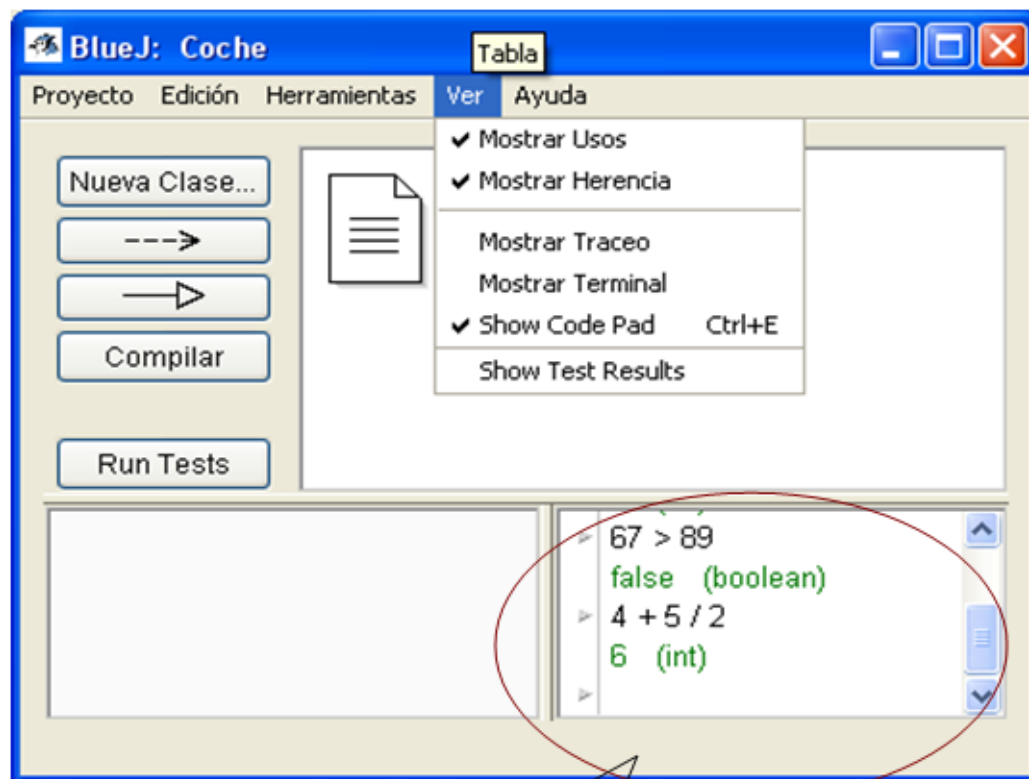 BlueJ: Coche
Tabla
Proyecto Edición Herramientas Ver Ayuda
Mostrar Usos
Mostrar Herencia
Mostrar Traceo
Mostrar Terminal
Show Code Pad Ctrl+E
Show Test Results
Nueva Clase...
Compilar
Run Tests
67 > 89
false (boolean)
4 + 5 / 2
6 (int)